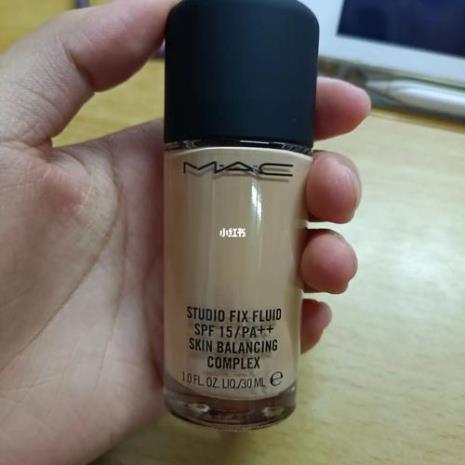 M·A·C
小红书
STUDIO FIX FLUID
SPF 15/PA++
SKIN BALANCING
COMPLEX
1.0 FL. OZ. LIQ./30 ML ℮